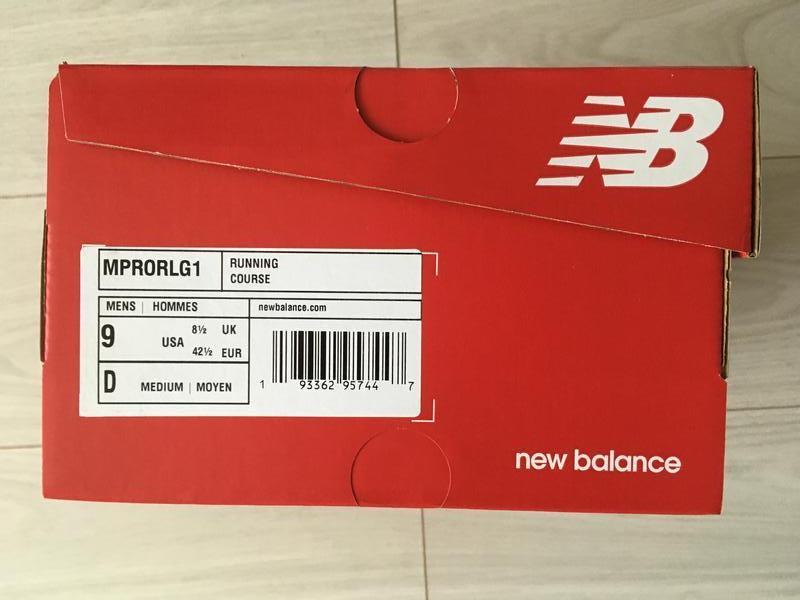 NB
MPRORLG1
RUNNING
COURSE
MENS | HOMMES
newbalance.com
9 USA 8½ UK
42½ EUR
D MEDIUM | MOYEN
1 93362 95744 7
new balance